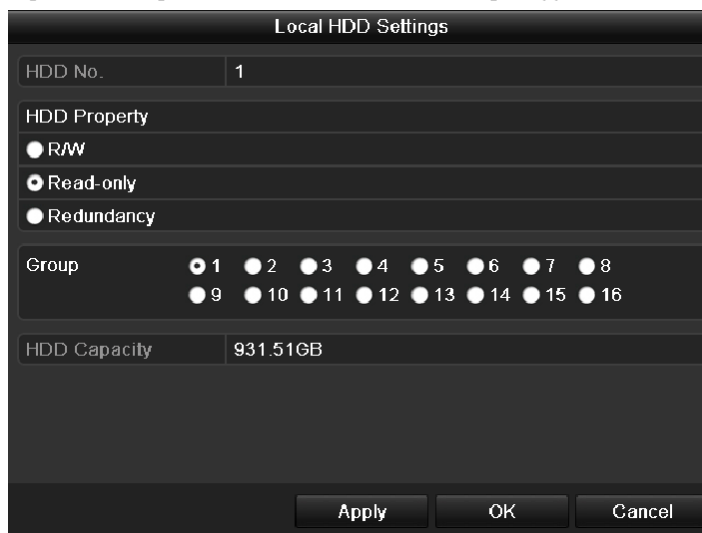 Local HDD Settings
HDD No. 1
HDD Property
R/W
Read-only
Redundancy
Group 1 2 3 4 5 6 7 8
9 10 11 12 13 14 15 16
HDD Capacity 931.51GB
Apply OK Cancel